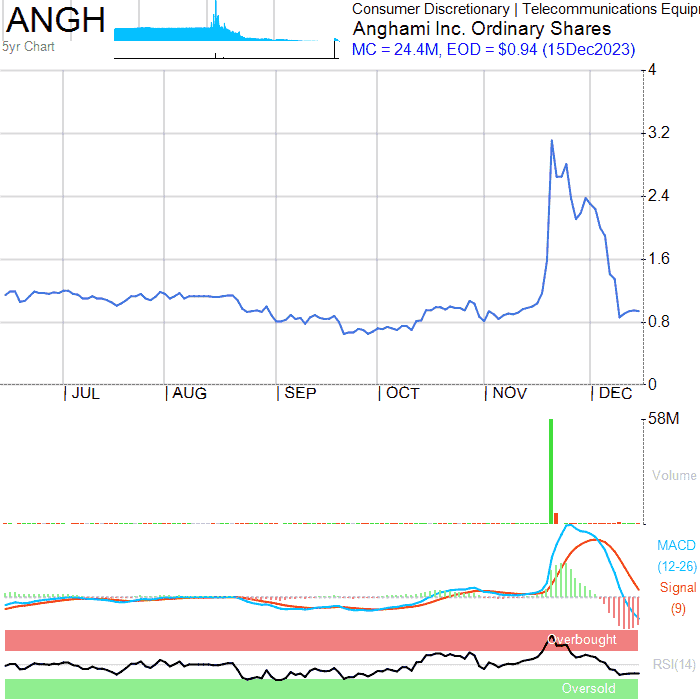 ANGH
5yr Chart
Consumer Discretionary | Telecommunications Equip
Anghami Inc. Ordinary Shares
MC = 24.4M, EOD = $0.94 (15Dec2023)
4
3.2
2.4
1.6
0.8
0
JUL
AUG
SEP
OCT
NOV
DEC
58M
Volume
MACD
(12-26)
Signal
(9)
Overbought
RSI(14)
Oversold